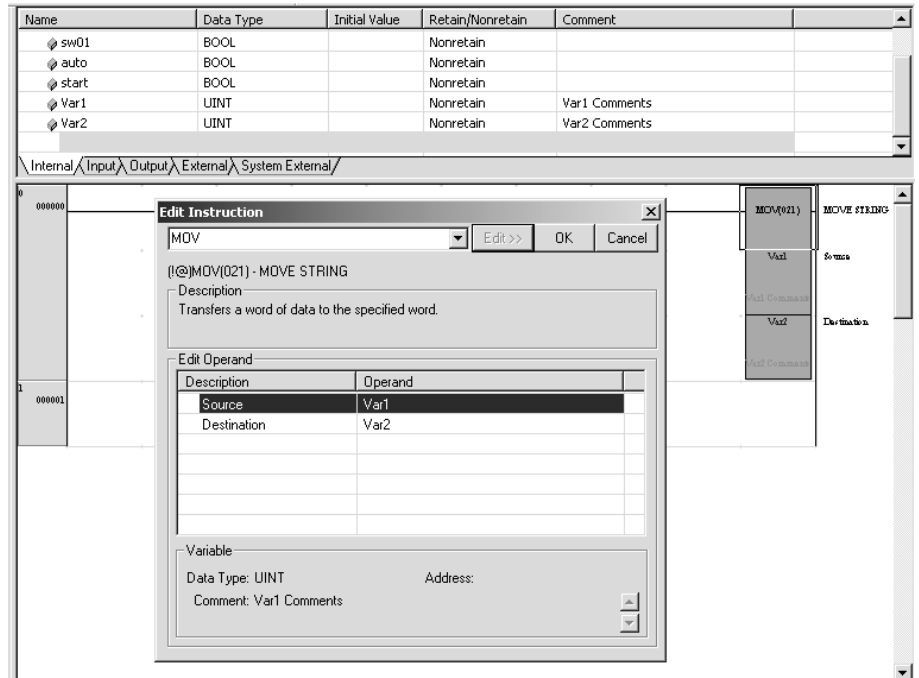 Name Data Type Initial Value Retain/Nonretain Comment
sw01 BOOL Nonretain
auto BOOL Nonretain
start BOOL Nonretain
Var1 UINT Nonretain Var1 Comments
Var2 UINT Nonretain Var2 Comments
Internal Input Output External System External
0
000000
MOV(021) MOVE STRING
Var1 Source
Var1 Commens
Var2 Destination
Var2 Commens
1
000001
Edit Instruction
MOV Edit >> OK Cancel
(!@)MOV(021) - MOVE STRING
Description
Transfers a word of data to the specified word.
Edit Operand
Description Operand
Source Var1
Destination Var2
Variable
Data Type: UINT Address:
Comment: Var1 Comments